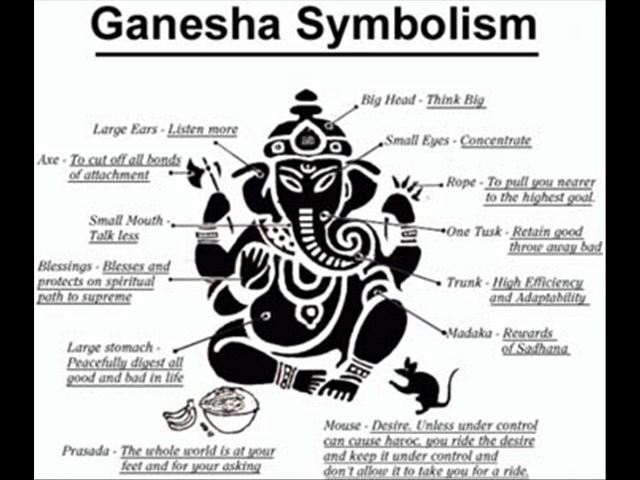 Ganesha Symbolism
Big Head - Think Big
Large Ears - Listen more
Small Eyes - Concentrate
Axe - To cut off all bonds
of attachment
Rope - To pull you nearer
to the highest goal.
Small Mouth -
Talk less
One Tusk - Retain good
throw away bad
Blessings - Blesses and
protects on spiritual
path to supreme
Trunk - High Efficiency
and Adaptability
Madaka - Rewards
of Sadhana
Large stomach -
Peacefully digest all
good and bad in life
Mouse - Desire. Unless under control
can cause havoc. you ride the desire
and keep it under control and
don't allow it to take you for a ride.
Prasada - The whole world is at your
feet and for your asking